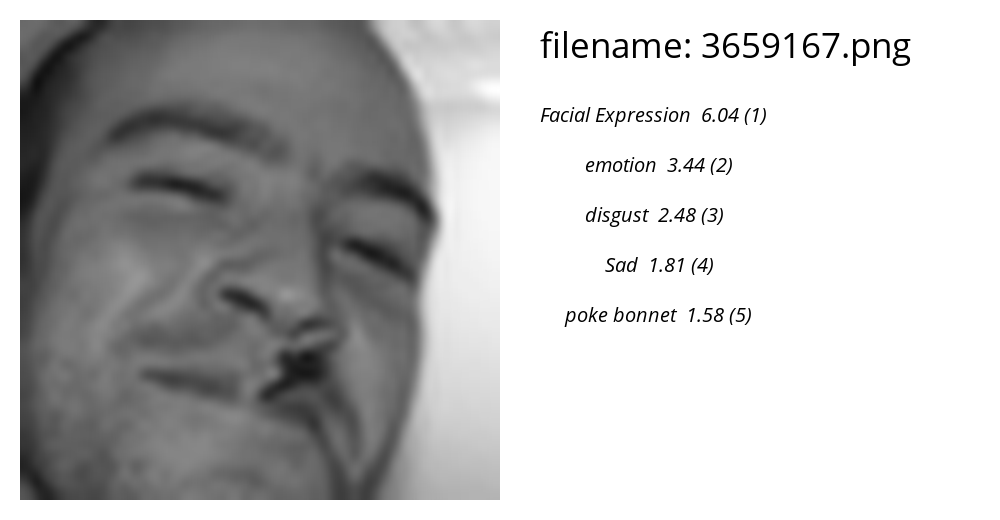 filename: 3659167.png
Facial Expression 6.04 (1)
emotion 3.44 (2)
disgust 2.48 (3)
Sad 1.81 (4)
poke bonnet 1.58 (5)